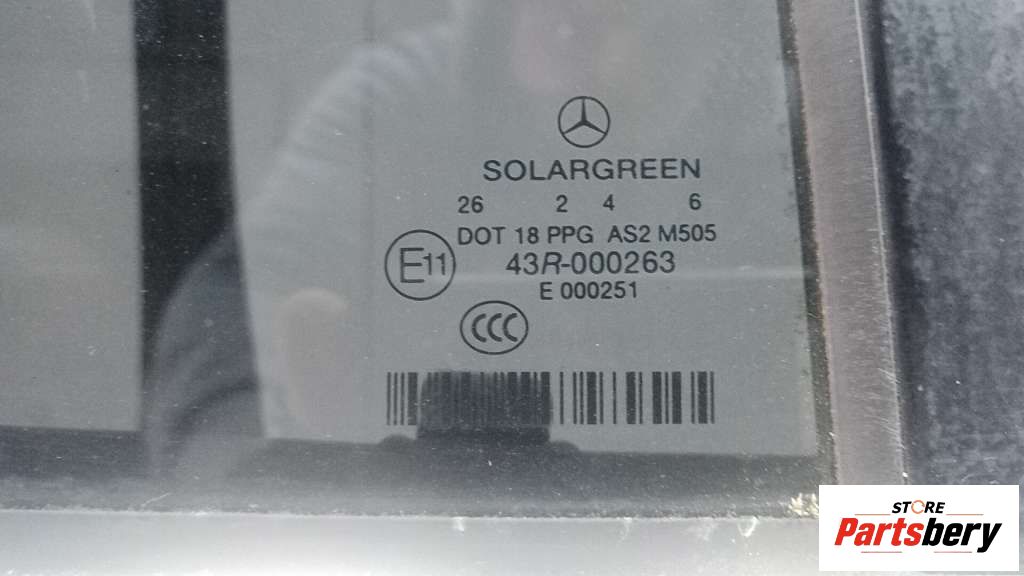 SOLARGREEN
26 2 4 6
DOT 18 PPG AS2 M505
E11 43R-000263
E 000251
CCC
STORE
Partsbery